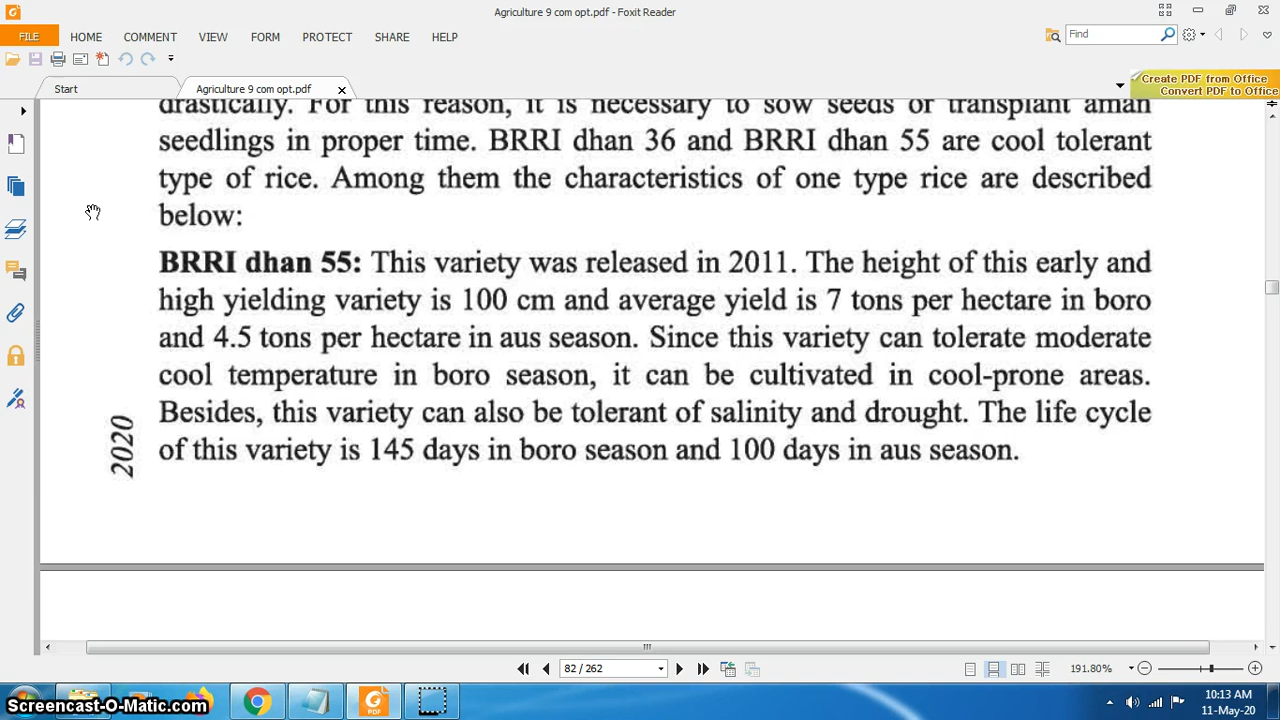 Agriculture 9 com opt.pdf - Foxit Reader
FILE HOME COMMENT VIEW FORM PROTECT SHARE HELP
Find
Start
Agriculture 9 com opt.pdf
Create PDF from Office
Convert PDF to Office
drastically. For this reason, it is necessary to sow seeds or transplant aman
seedlings in proper time. BRRI dhan 36 and BRRI dhan 55 are cool tolerant
type of rice. Among them the characteristics of one type rice are described
below:
BRRI dhan 55: This variety was released in 2011. The height of this early and
high yielding variety is 100 cm and average yield is 7 tons per hectare in boro
and 4.5 tons per hectare in aus season. Since this variety can tolerate moderate
cool temperature in boro season, it can be cultivated in cool-prone areas.
Besides, this variety can also be tolerant of salinity and drought. The life cycle
of this variety is 145 days in boro season and 100 days in aus season.
2020
82 / 262
191.80%
PDF
Screencast-O-Matic.com
10:13 AM
11-May-20